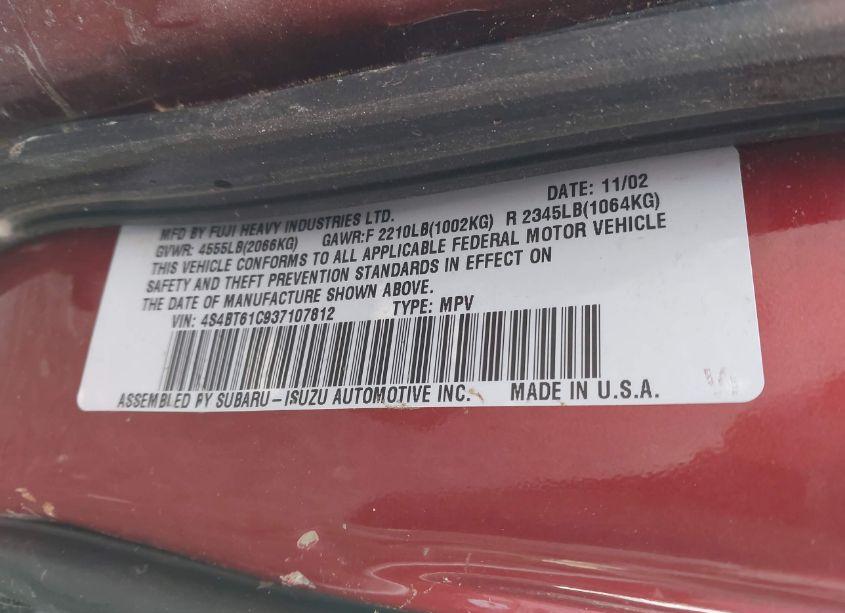 DATE: 11/02
MFD BY FUJI HEAVY INDUSTRIES LTD.
GVWR: 4555LB(2066KG) GAWR:F 2210LB(1002KG) R 2345LB(1064KG)
THIS VEHICLE CONFORMS TO ALL APPLICABLE FEDERAL MOTOR VEHICLE
SAFETY AND THEFT PREVENTION STANDARDS IN EFFECT ON
THE DATE OF MANUFACTURE SHOWN ABOVE.
VIN: 4S4BT61C937107812 TYPE: MPV
ASSEMBLED BY SUBARU-ISUZU AUTOMOTIVE INC. MADE IN U.S.A.